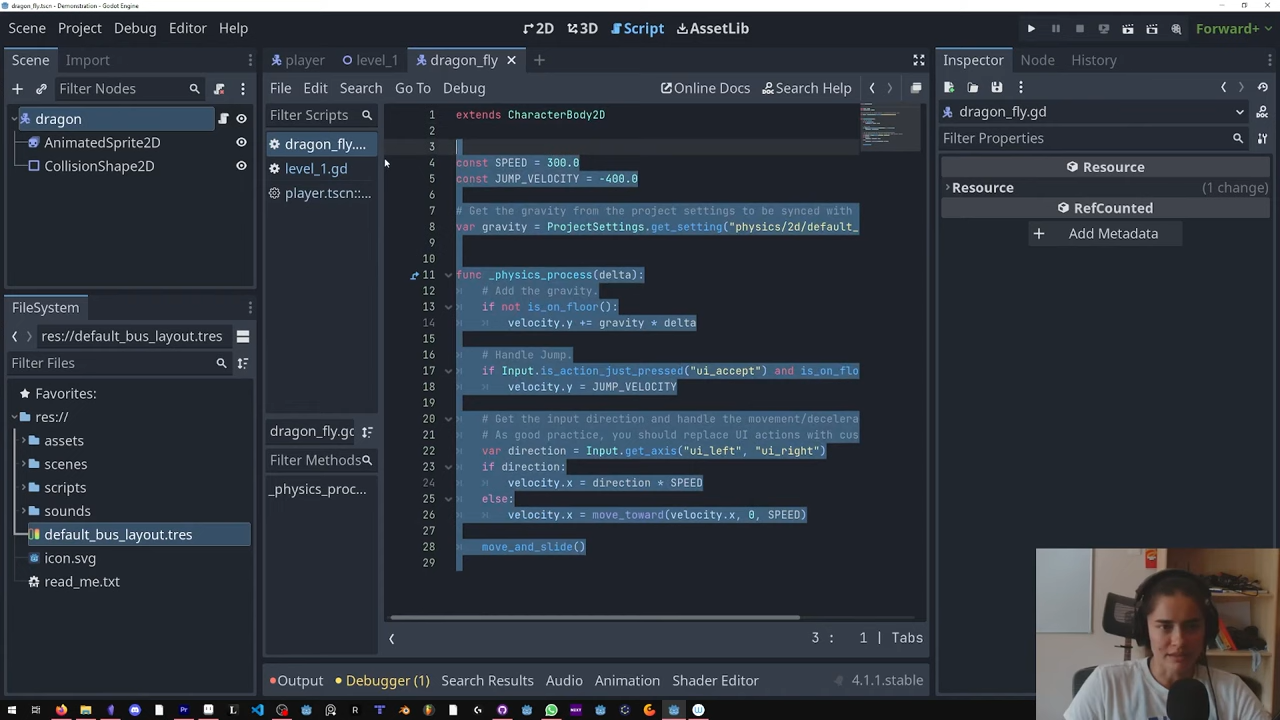 dragon_fly.tscn - Demonstration - Godot Engine
Scene Project Debug Editor Help
2D 3D Script AssetLib
Forward+
Scene Import
Filter Nodes
dragon
AnimatedSprite2D
CollisionShape2D
FileSystem
res://default_bus_layout.tres
Filter Files
Favorites:
res://
assets
scenes
scripts
sounds
default_bus_layout.tres
icon.svg
read_me.txt
player level_1 dragon_fly
File Edit Search Go To Debug
Online Docs Search Help
Filter Scripts
dragon_fly....
level_1.gd
player.tscn::...
dragon_fly.gd
Filter Methods
_physics_proc...
1 extends CharacterBody2D
2
3
4 const SPEED = 300.0
5 const JUMP_VELOCITY = -400.0
6
7 # Get the gravity from the project settings to be synced with
8 var gravity = ProjectSettings.get_setting("physics/2d/default_
9
10
11 func _physics_process(delta):
12 # Add the gravity.
13 if not is_on_floor():
14 velocity.y += gravity * delta
15
16 # Handle Jump.
17 if Input.is_action_just_pressed("ui_accept") and is_on_flo
18 velocity.y = JUMP_VELOCITY
19
20 # Get the input direction and handle the movement/decelera
21 # As good practice, you should replace UI actions with cus
22 var direction = Input.get_axis("ui_left", "ui_right")
23 if direction:
24 velocity.x = direction * SPEED
25 else:
26 velocity.x = move_toward(velocity.x, 0, SPEED)
27
28 move_and_slide()
29
3 : 1 | Tabs
Output Debugger (1) Search Results Audio Animation Shader Editor
4.1.1.stable
Inspector Node History
dragon_fly.gd
Filter Properties
Resource
Resource (1 change)
RefCounted
Add Metadata